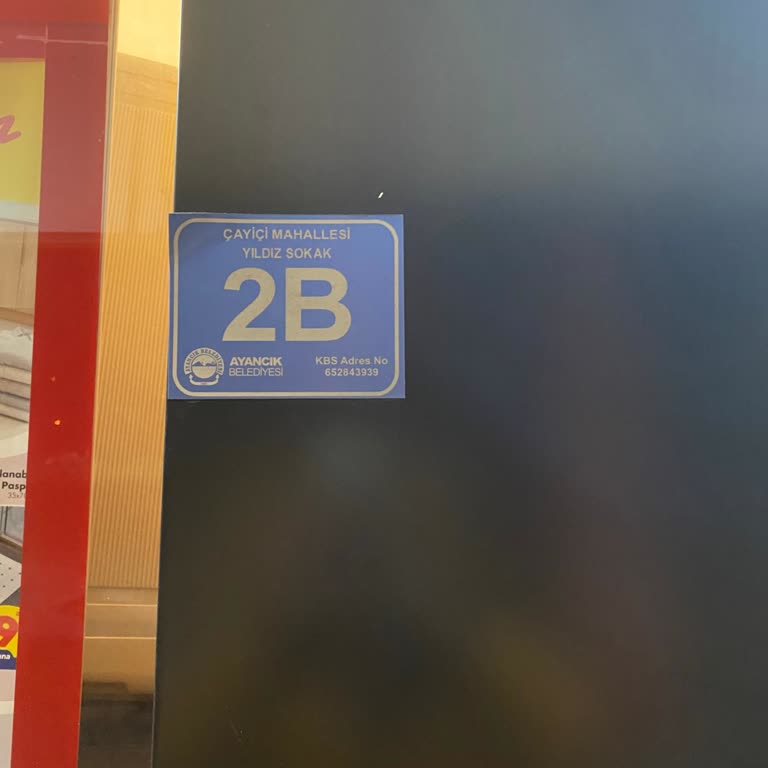 ÇAYİÇİ MAHALLESİ
YILDIZ SOKAK
2B
AYANCIK
BELEDİYESİ
KBS Adres No
652843939